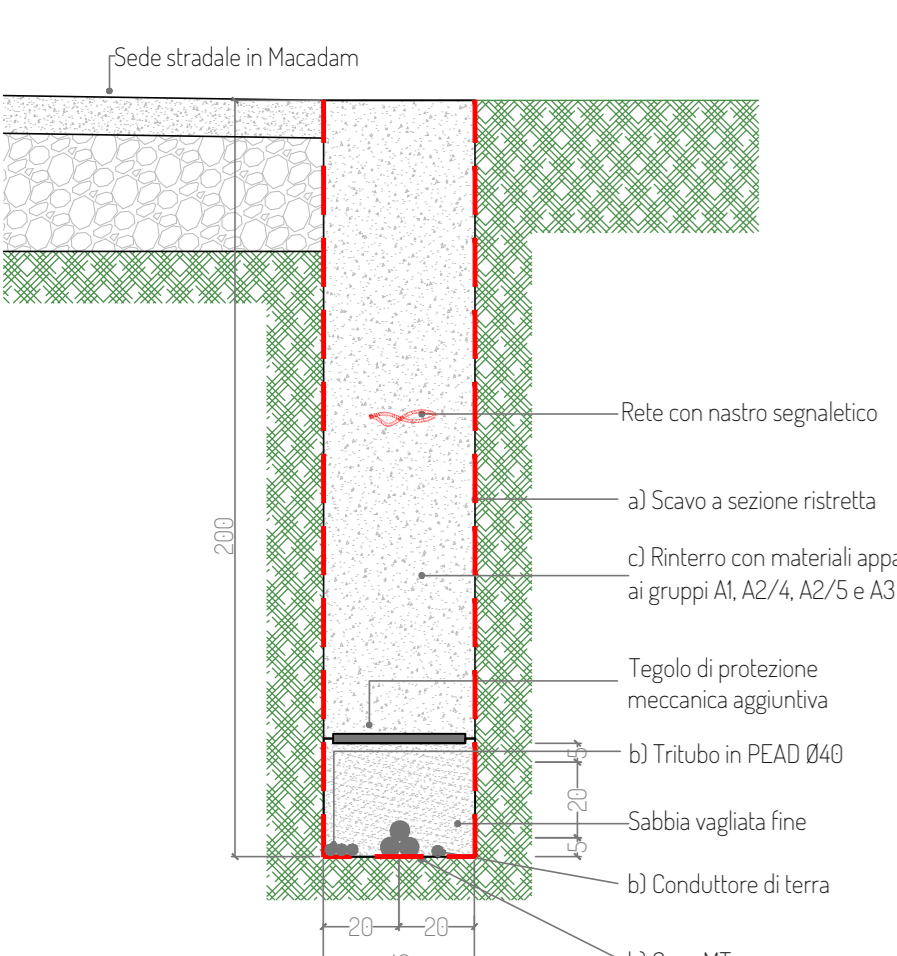 Sede stradale in Macadam
Rete con nastro segnaletico
a) Scavo a sezione ristretta
200
c) Rinterro con materiali
ai gruppi A1, A2/4, A2/5 e A3
Tegolo di protezione
meccanica aggiuntiva
5
b) Tritubo in PEAD Ø40
20
Sabbia vagliata fine
5
b) Conduttore di terra
20 20